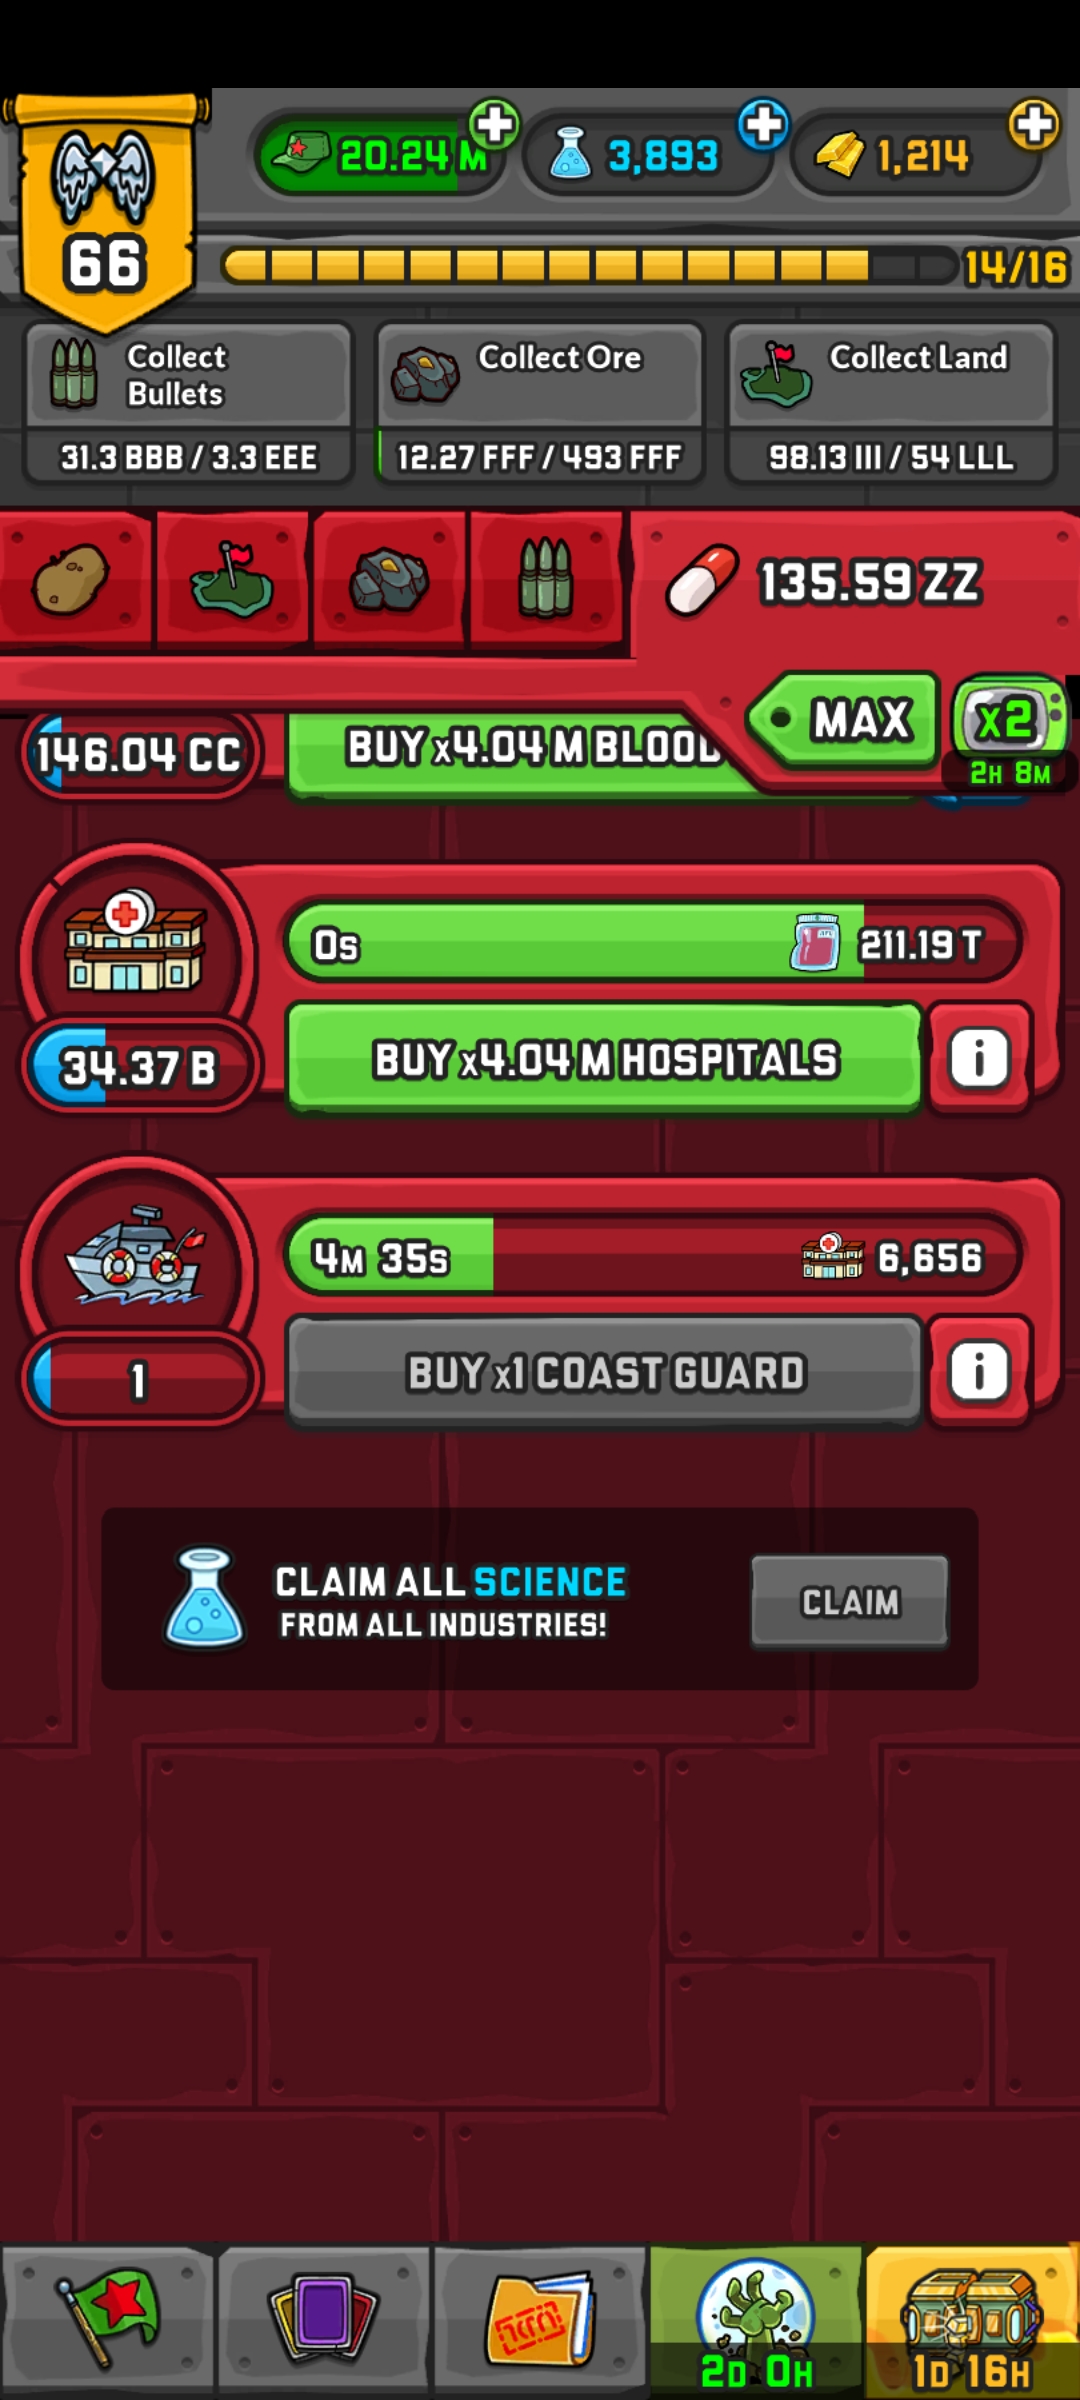 20.24 M
3,893
1,214
66
14/16
Collect
Bullets
Collect Ore
Collect Land
31.3 BBB / 3.3 EEE
12.27 FFF / 493 FFF
98.13 III / 54 LLL
135.59 ZZ
MAX
x2
2H 8M
146.04 CC
BUY x4.04 M BLOOD
0s
211.19 T
34.37 B
BUY x4.04 M HOSPITALS
i
4M 35s
6,656
1
BUY x1 COAST GUARD
i
CLAIM ALL SCIENCE
FROM ALL INDUSTRIES!
CLAIM
2D 0H
1D 16H